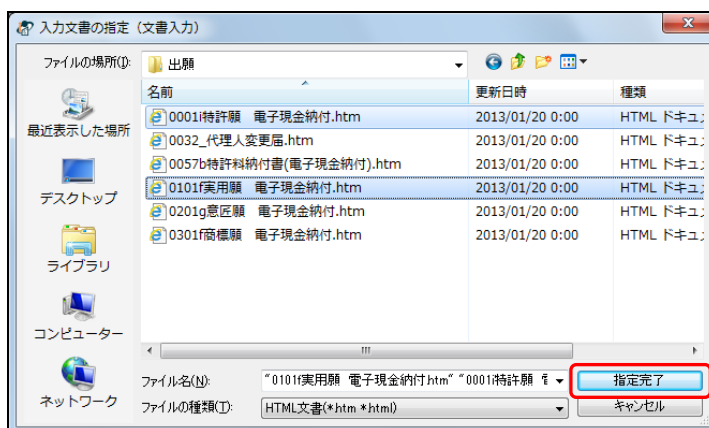 入力文書の指定（文書入力）
ファイルの場所(I):
出願
名前
更新日時
種類
0001i特許願　電子現金納付.htm
2013/01/20 0:00
HTML ドキュ
0032_代理人変更届.htm
2013/01/20 0:00
HTML ドキュ
0057b特許料納付書(電子現金納付).htm
2013/01/20 0:00
HTML ドキュ
0101f実用願　電子現金納付.htm
2013/01/20 0:00
HTML ドキュ
0201g意匠願　電子現金納付.htm
2013/01/20 0:00
HTML ドキュ
0301f商標願　電子現金納付.htm
2013/01/20 0:00
HTML ドキュ
最近表示した場所
デスクトップ
ライブラリ
コンピューター
ネットワーク
ファイル名(N):
"0101f実用願　電子現金納付.htm" "0001i特許願
指定完了
ファイルの種類(T):
HTML文書(*.htm *.html)
キャンセル